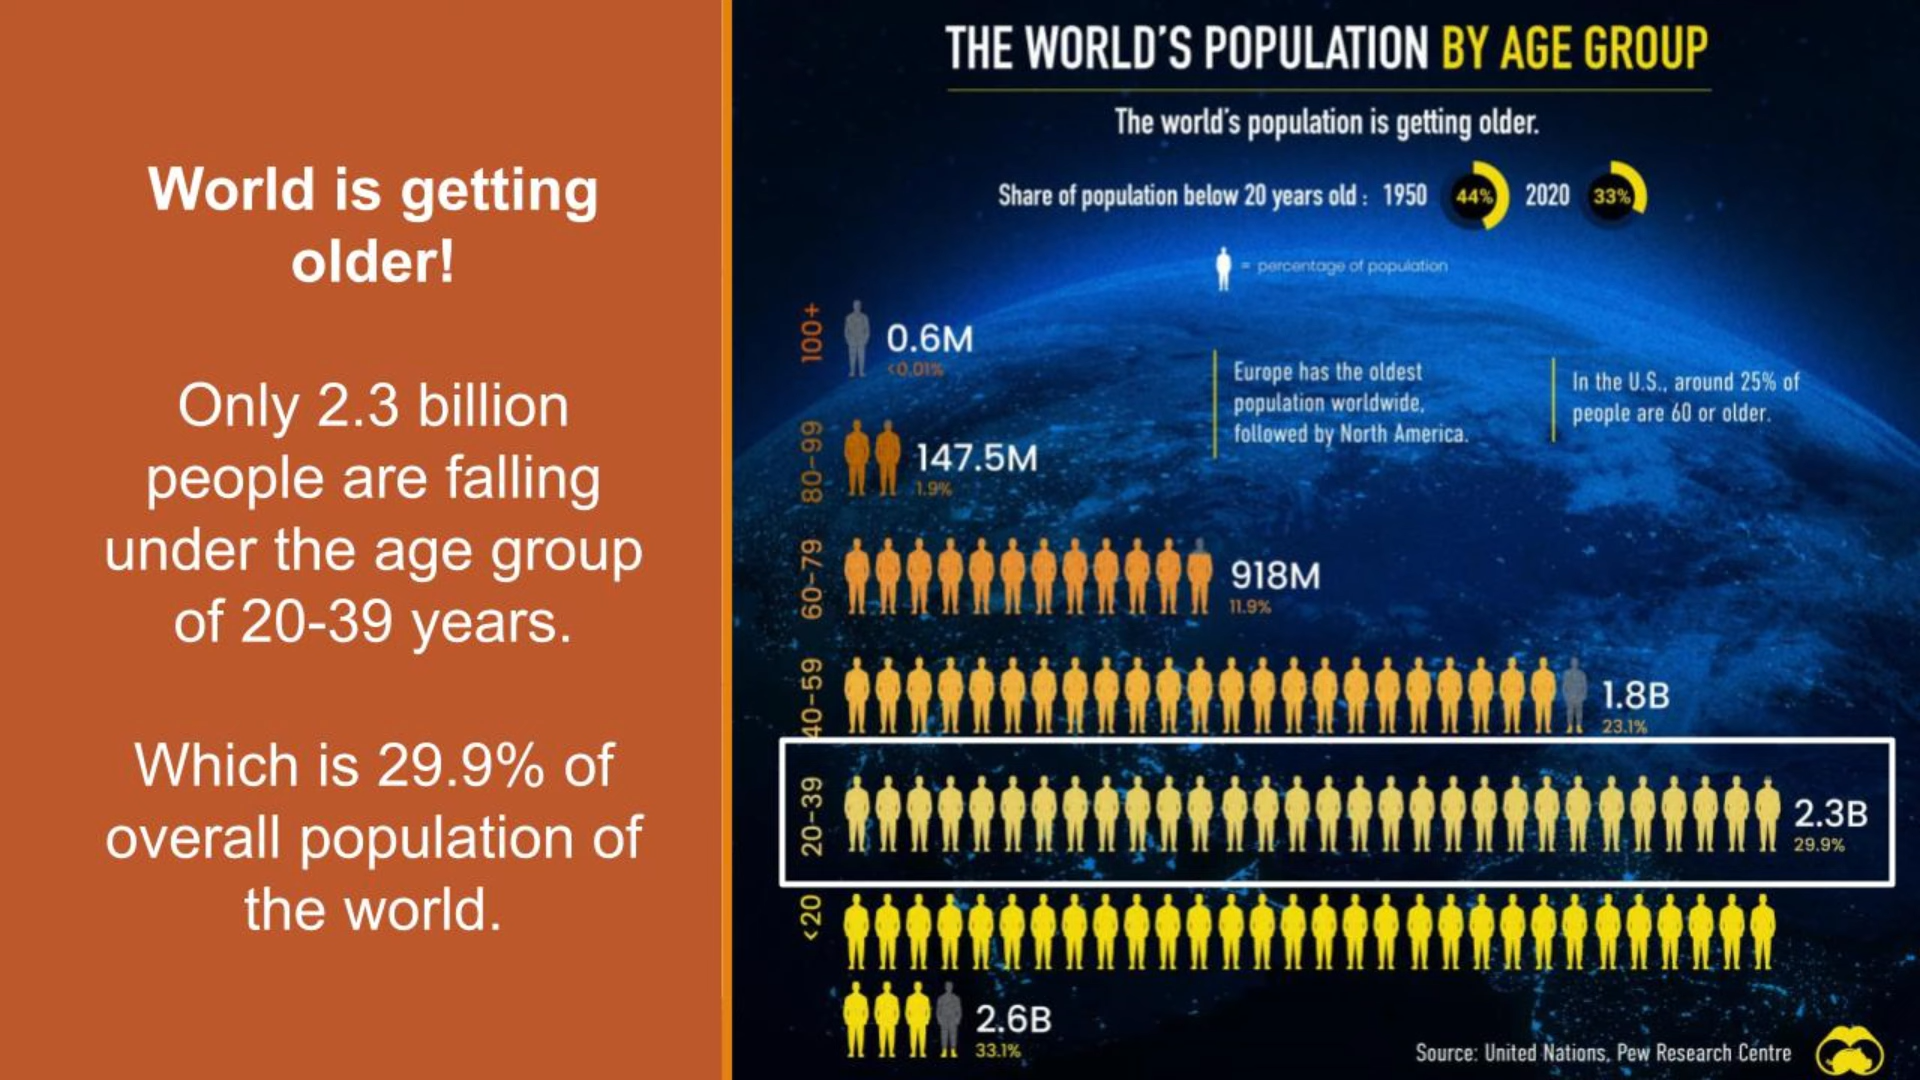 World is getting
older!
Only 2.3 billion
people are falling
under the age group
of 20-39 years.
Which is 29.9% of
overall population of
the world.
THE WORLD'S POPULATION BY AGE GROUP
The world's population is getting older.
Share of population below 20 years old : 1950 44% 2020 33%
= percentage of population
100+
0.6M
<0.01%
Europe has the oldest
population worldwide,
followed by North America.
In the U.S., around 25% of
people are 60 or older.
80-99
147.5M
1.9%
60-79
918M
11.9%
40-59
1.8B
23.1%
20-39
2.3B
29.9%
<20
2.6B
33.1%
Source: United Nations, Pew Research Centre